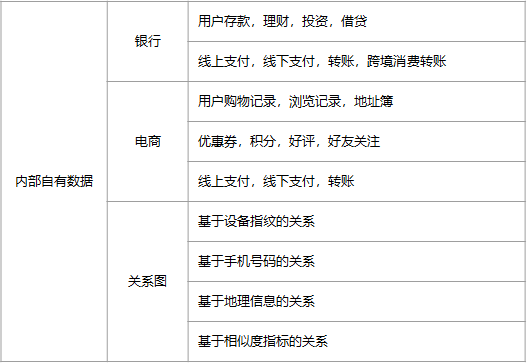 用户存款，理财，投资，借贷
银行
线上支付，线下支付，转账，跨境消费转账
用户购物记录，浏览记录，地址簿
电商
优惠券，积分，好评，好友关注
内部自有数据
线上支付，线下支付，转账
基于设备指纹的关系
基于手机号码的关系
关系图
基于地理信息的关系
基于相似度指标的关系